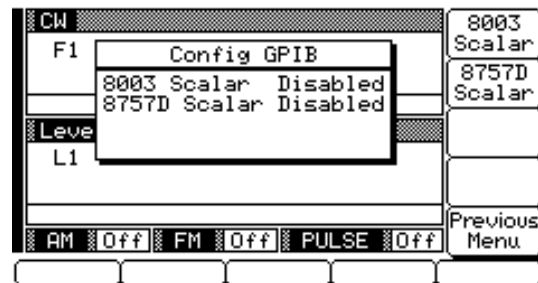 CW
F1
Config GPIB
8003 Scalar Disabled
8757D Scalar Disabled
Leve
L1
AM Off FM Off PULSE Off
8003
Scalar
8757D
Scalar
Previous
Menu